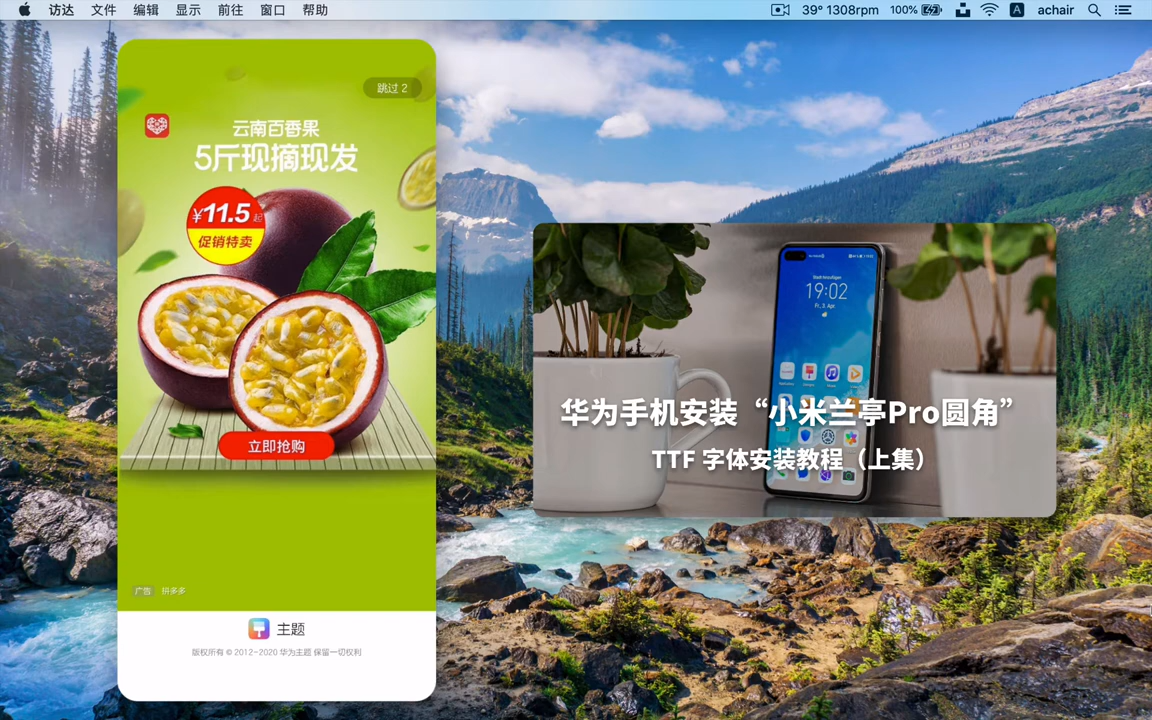 访达 文件 编辑 显示 前往 窗口 帮助 39° 1308rpm 100% A achair
跳过 2
云南百香果
5斤现摘现发
¥11.5起
促销特卖
立即抢购
广告 拼多多
主题
版权所有 © 2012-2020 华为主题 保留一切权利
19:02
华为手机安装“小米兰亭Pro圆角”
TTF 字体安装教程（上集）